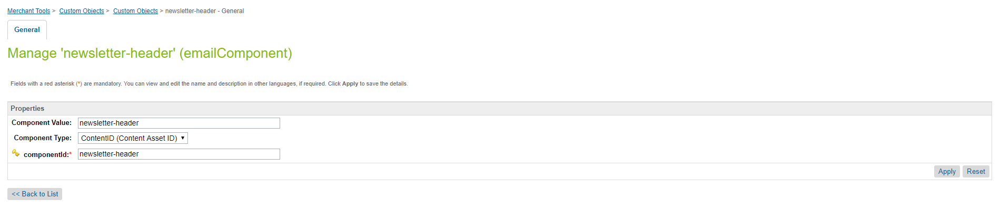 Merchant Tools > Custom Objects > Custom Objects > newsletter-header - General
General
Manage 'newsletter-header' (emailComponent)
Fields with a red asterisk (*) are mandatory. You can view and edit the name and description in other languages, if required. Click Apply to save the details.
Properties
Component Value: newsletter-header
Component Type: ContentID (Content Asset ID)
componentId:* newsletter-header
Apply Reset
<< Back to List